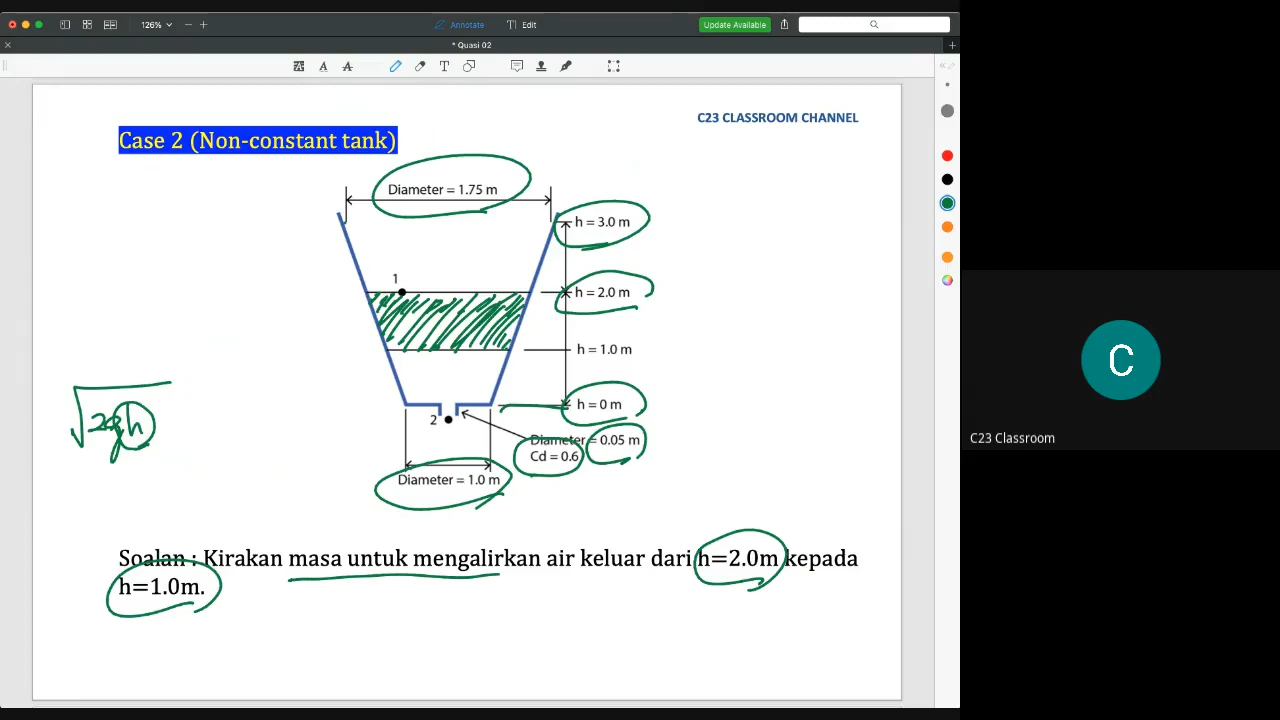 126%
Annotate
Edit
Update Available
* Quasi 02
C23 CLASSROOM CHANNEL
Case 2 (Non-constant tank)
Diameter = 1.75 m
h = 3.0 m
1
h = 2.0 m
h = 1.0 m
h = 0 m
√2gh
2
Diameter = 0.05 m
Cd = 0.6
Diameter = 1.0 m
Soalan : Kirakan masa untuk mengalirkan air keluar dari h=2.0m kepada
h=1.0m.
C
C23 Classroom